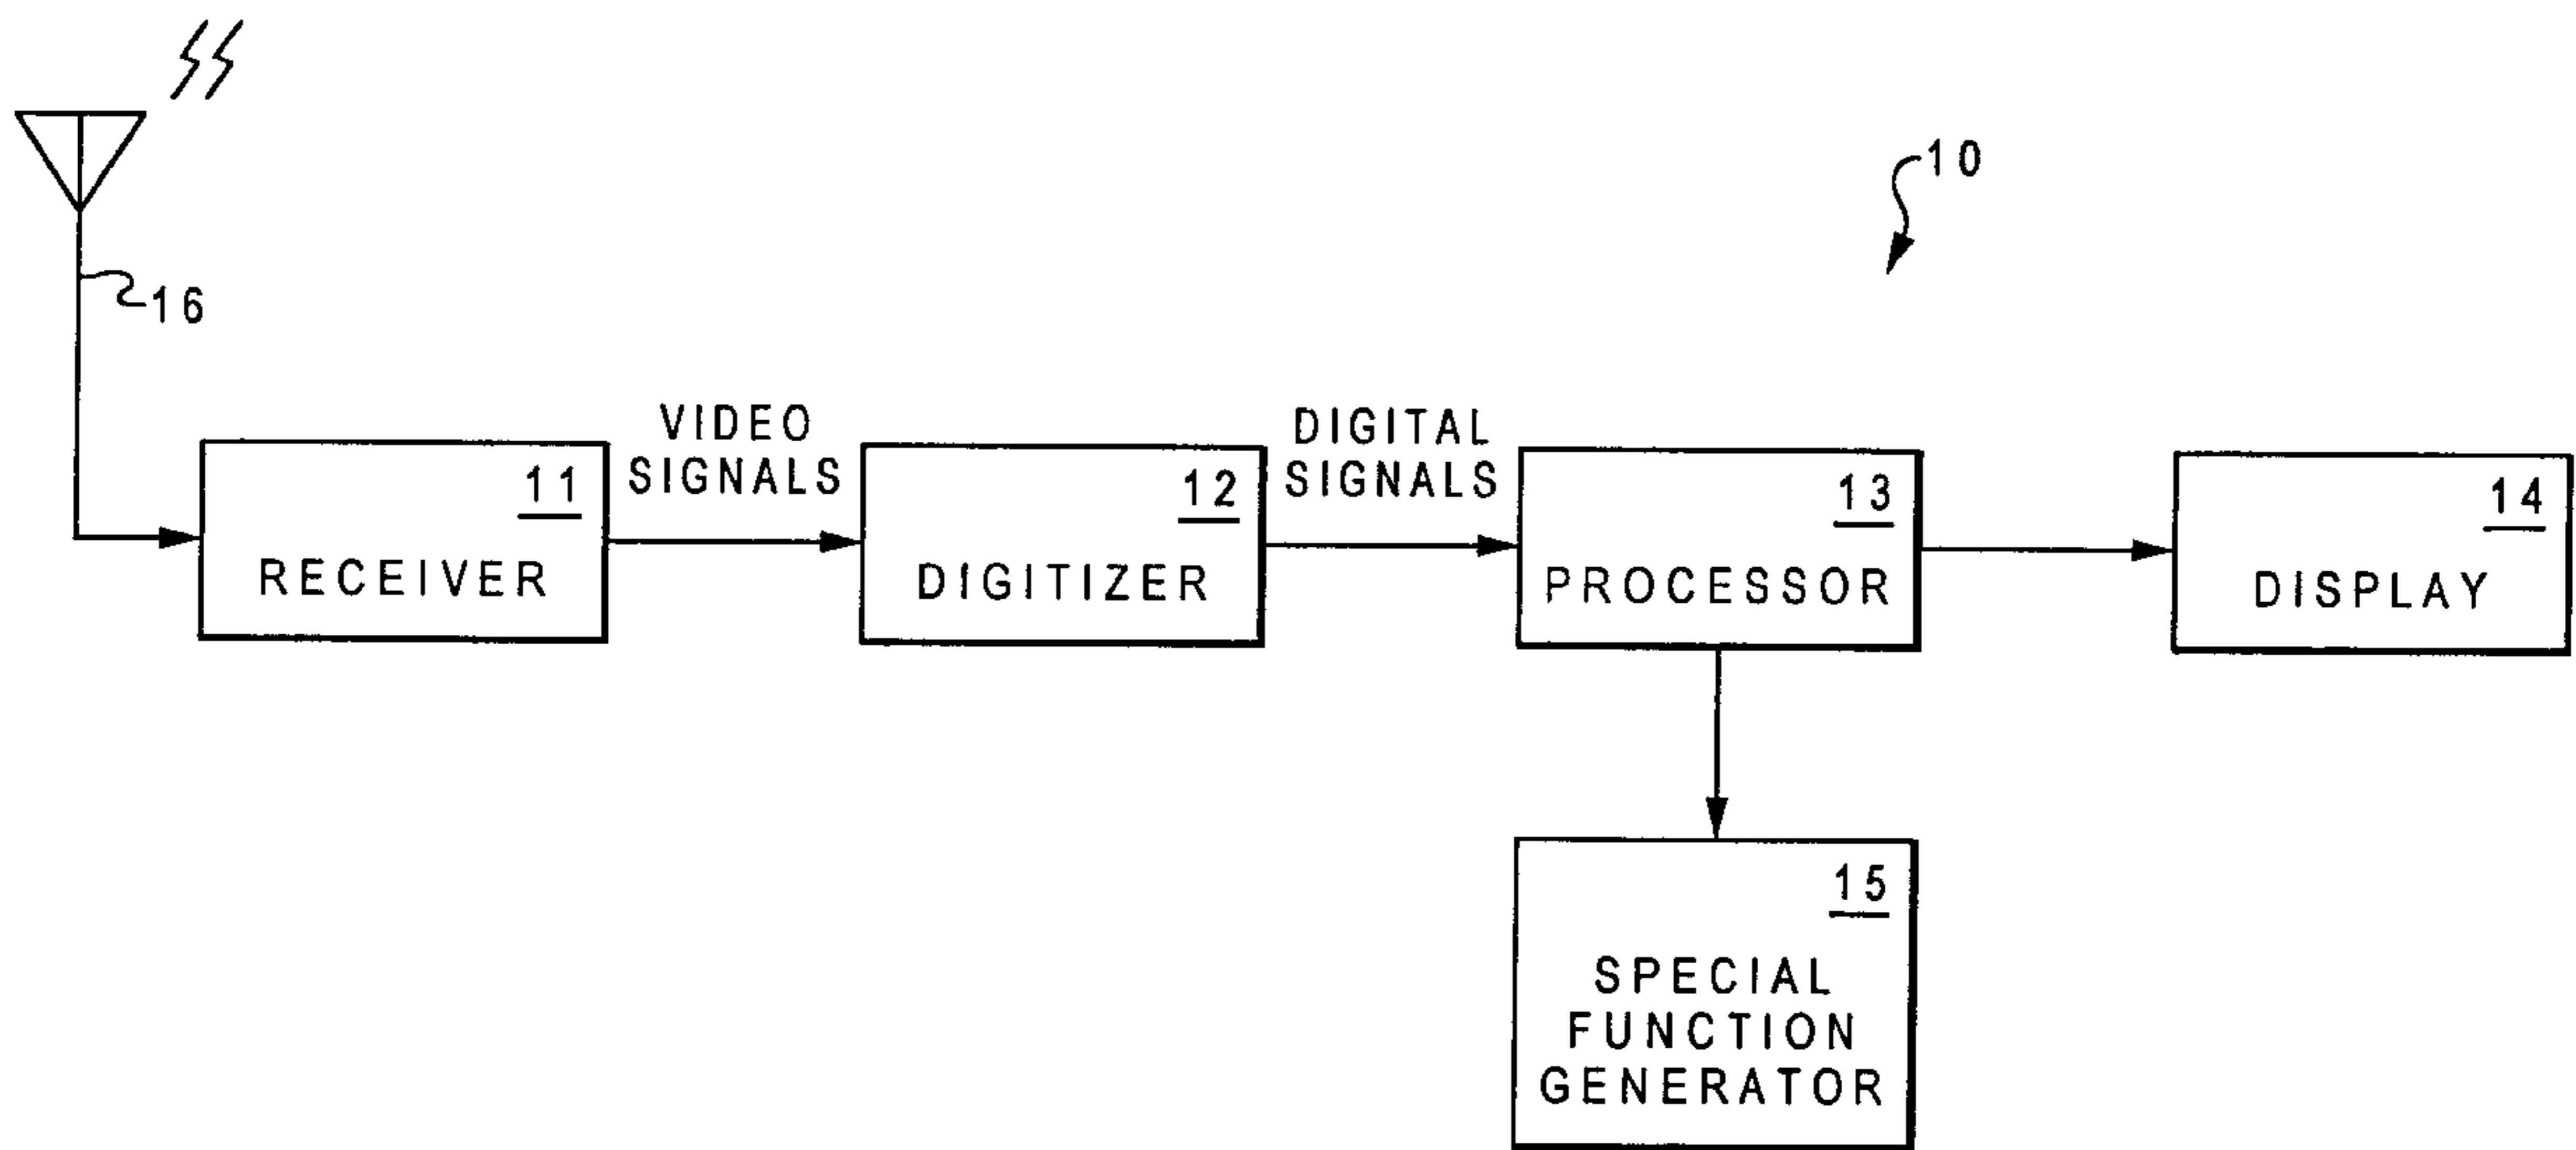 10
16
VIDEO
SIGNALS
DIGITAL
SIGNALS
11
RECEIVER
12
DIGITIZER
13
PROCESSOR
14
DISPLAY
15
SPECIAL
FUNCTION
GENERATOR